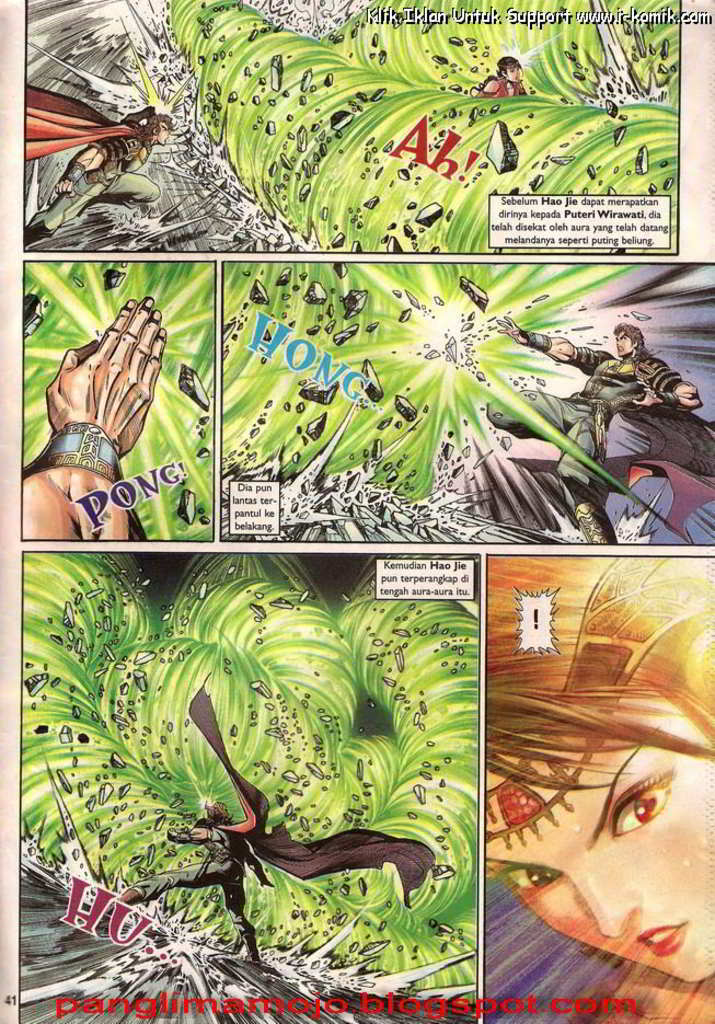 Klik Iklan Untuk Support www.i-komik.com
Ah!
Sebelum Hao Jie dapat merapatkan
dirinya kepada Puteri Wirawati, dia
telah disekat oleh aura yang telah datang
melandanya seperti puting beliung.
PONG!
HONG...
Dia pun
lantas ter-
pantul ke
belakang.
Kemudian Hao Jie
pun terperangkap di
tengah aura-aura itu.
HU...
!
41
panglimamojo.blogspot.com